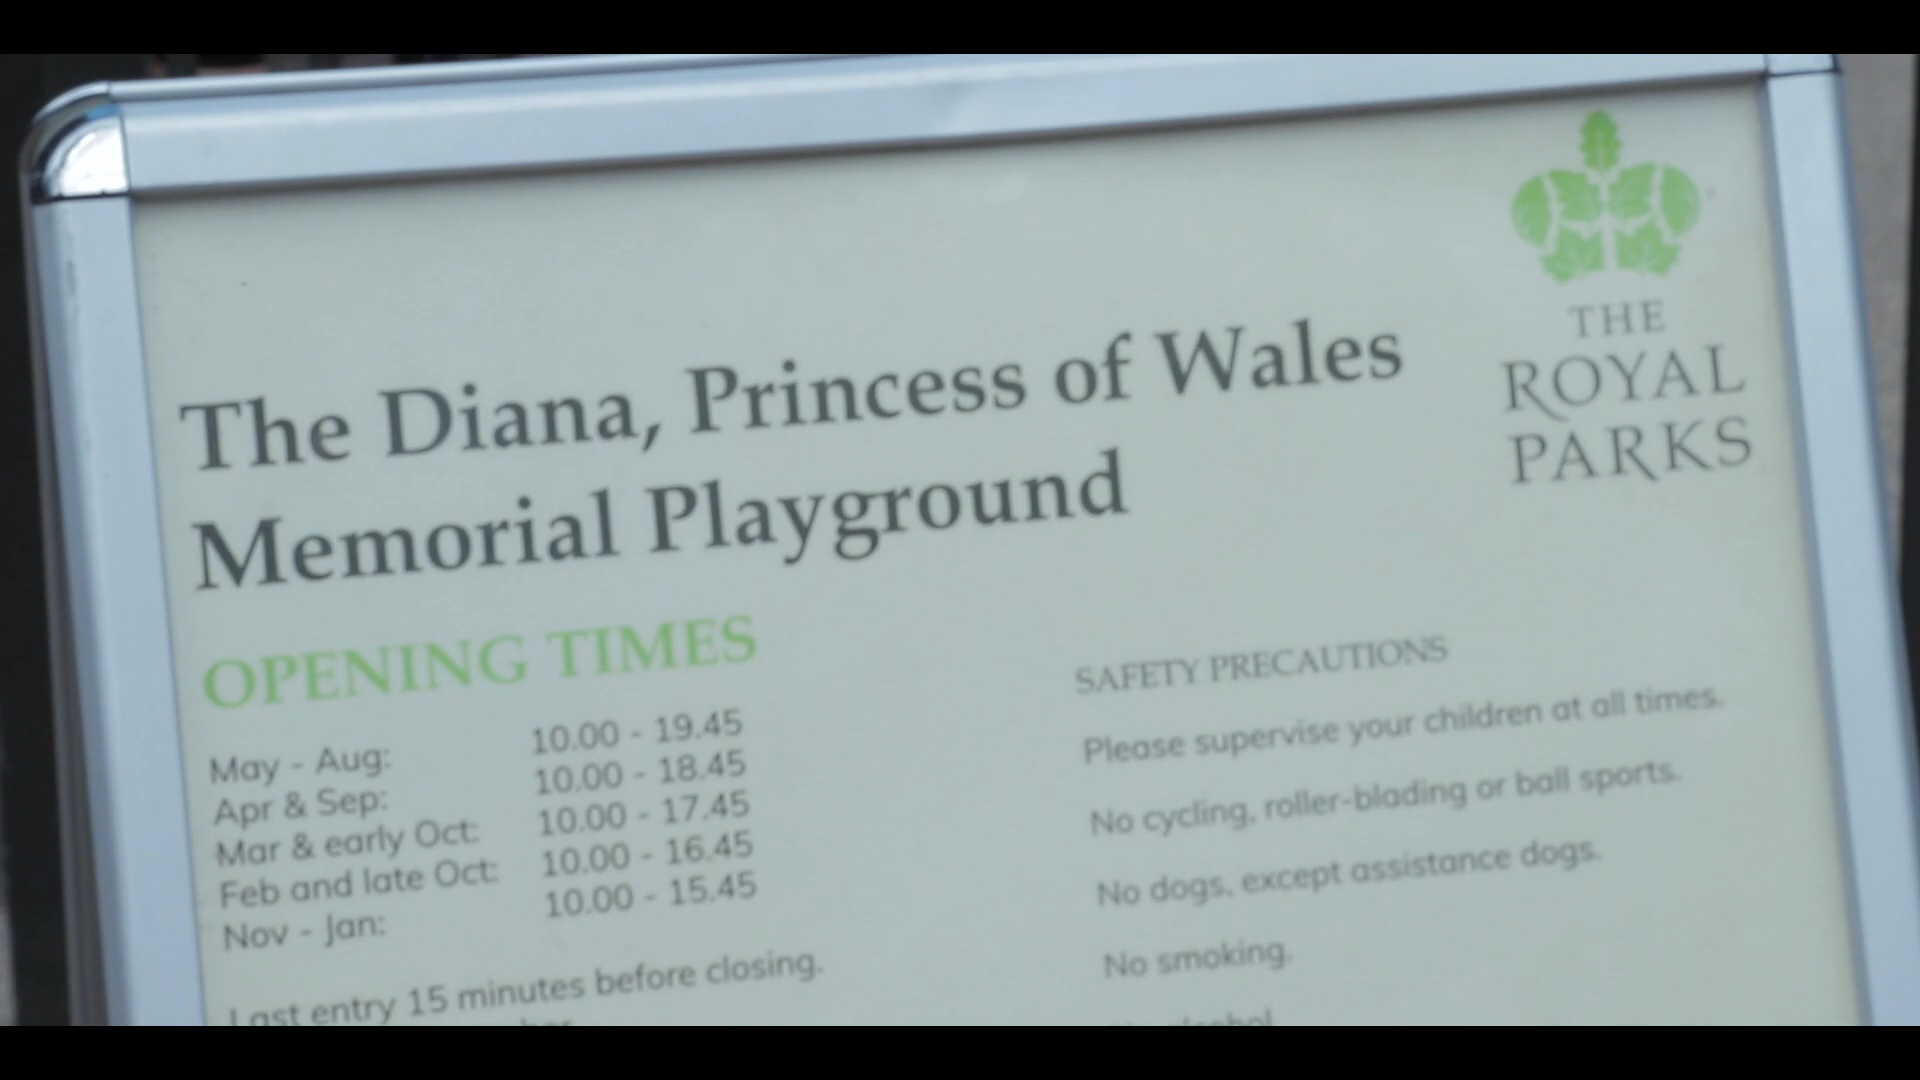 THE
ROYAL
PARKS
The Diana, Princess of Wales
Memorial Playground
OPENING TIMES
May - Aug: 10.00 - 19.45
Apr & Sep: 10.00 - 18.45
Mar & early Oct: 10.00 - 17.45
Feb and late Oct: 10.00 - 16.45
Nov - Jan: 10.00 - 15.45
Last entry 15 minutes before closing.
SAFETY PRECAUTIONS
Please supervise your children at all times.
No cycling, roller-blading or ball sports.
No dogs, except assistance dogs.
No smoking.
alcohol